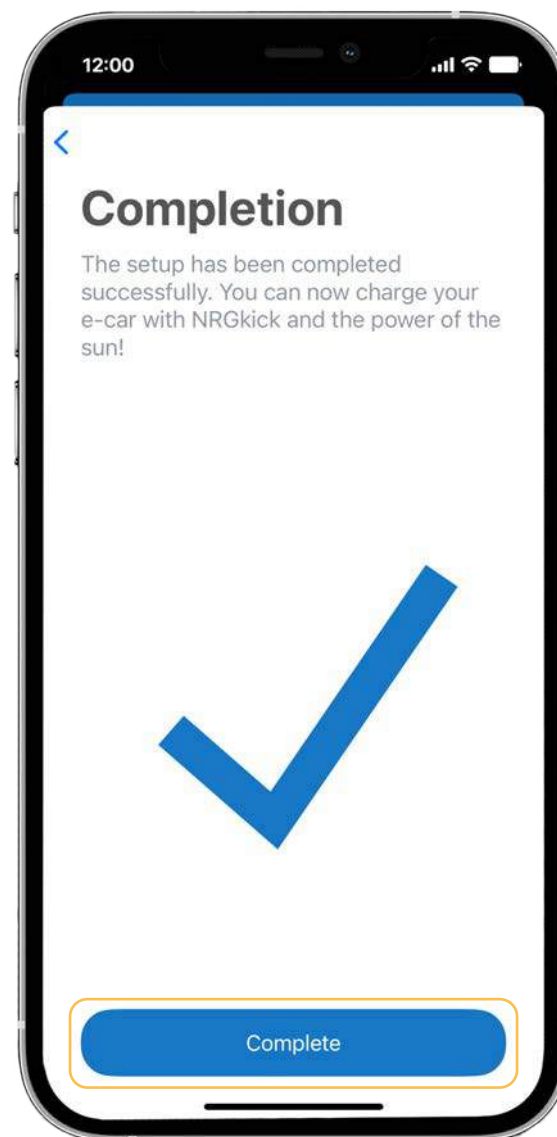 12:00
Completion
The setup has been completed
successfully. You can now charge your
e-car with NRGkick and the power of the
sun!
Complete